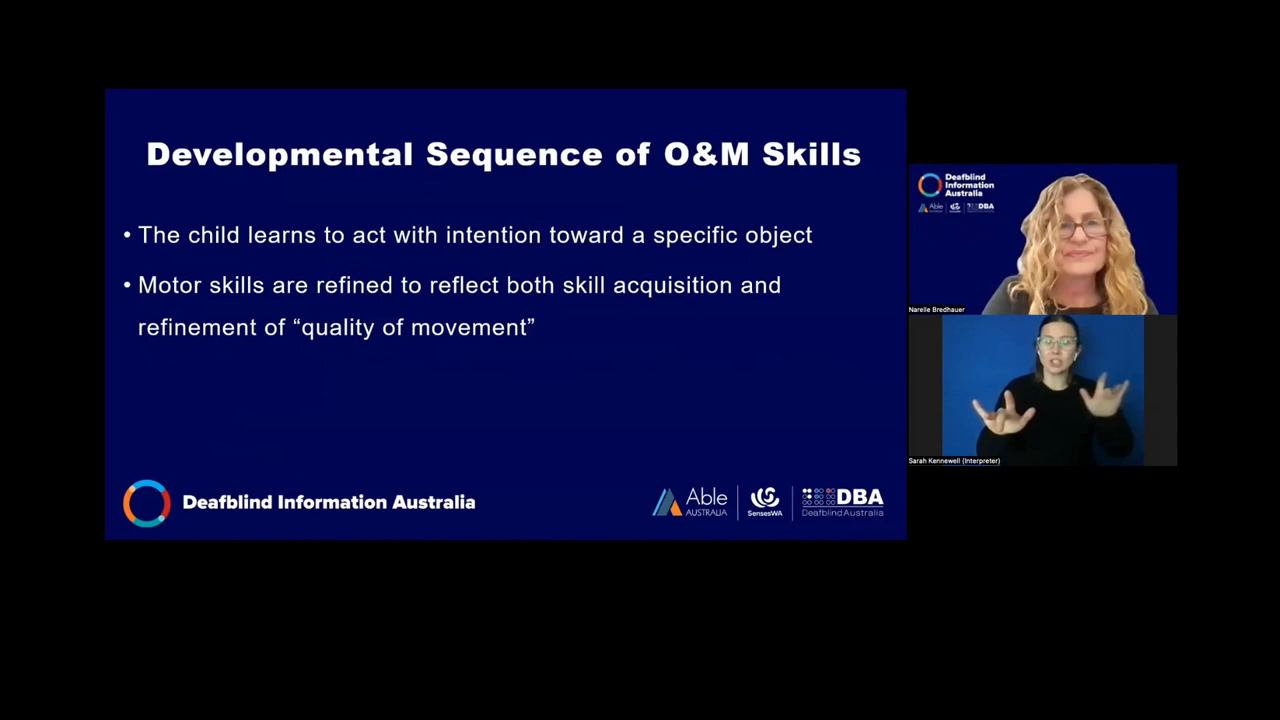 Developmental Sequence of O&M Skills
• The child learns to act with intention toward a specific object
• Motor skills are refined to reflect both skill acquisition and
refinement of “quality of movement”
Deafblind Information Australia
Able
AUSTRALIA
SensesWA
DBA
Deafblind Australia
Deafblind
Information
Australia
Able
DBA
Narelle Bredhauer
Sarah Kennewell (Interpreter)